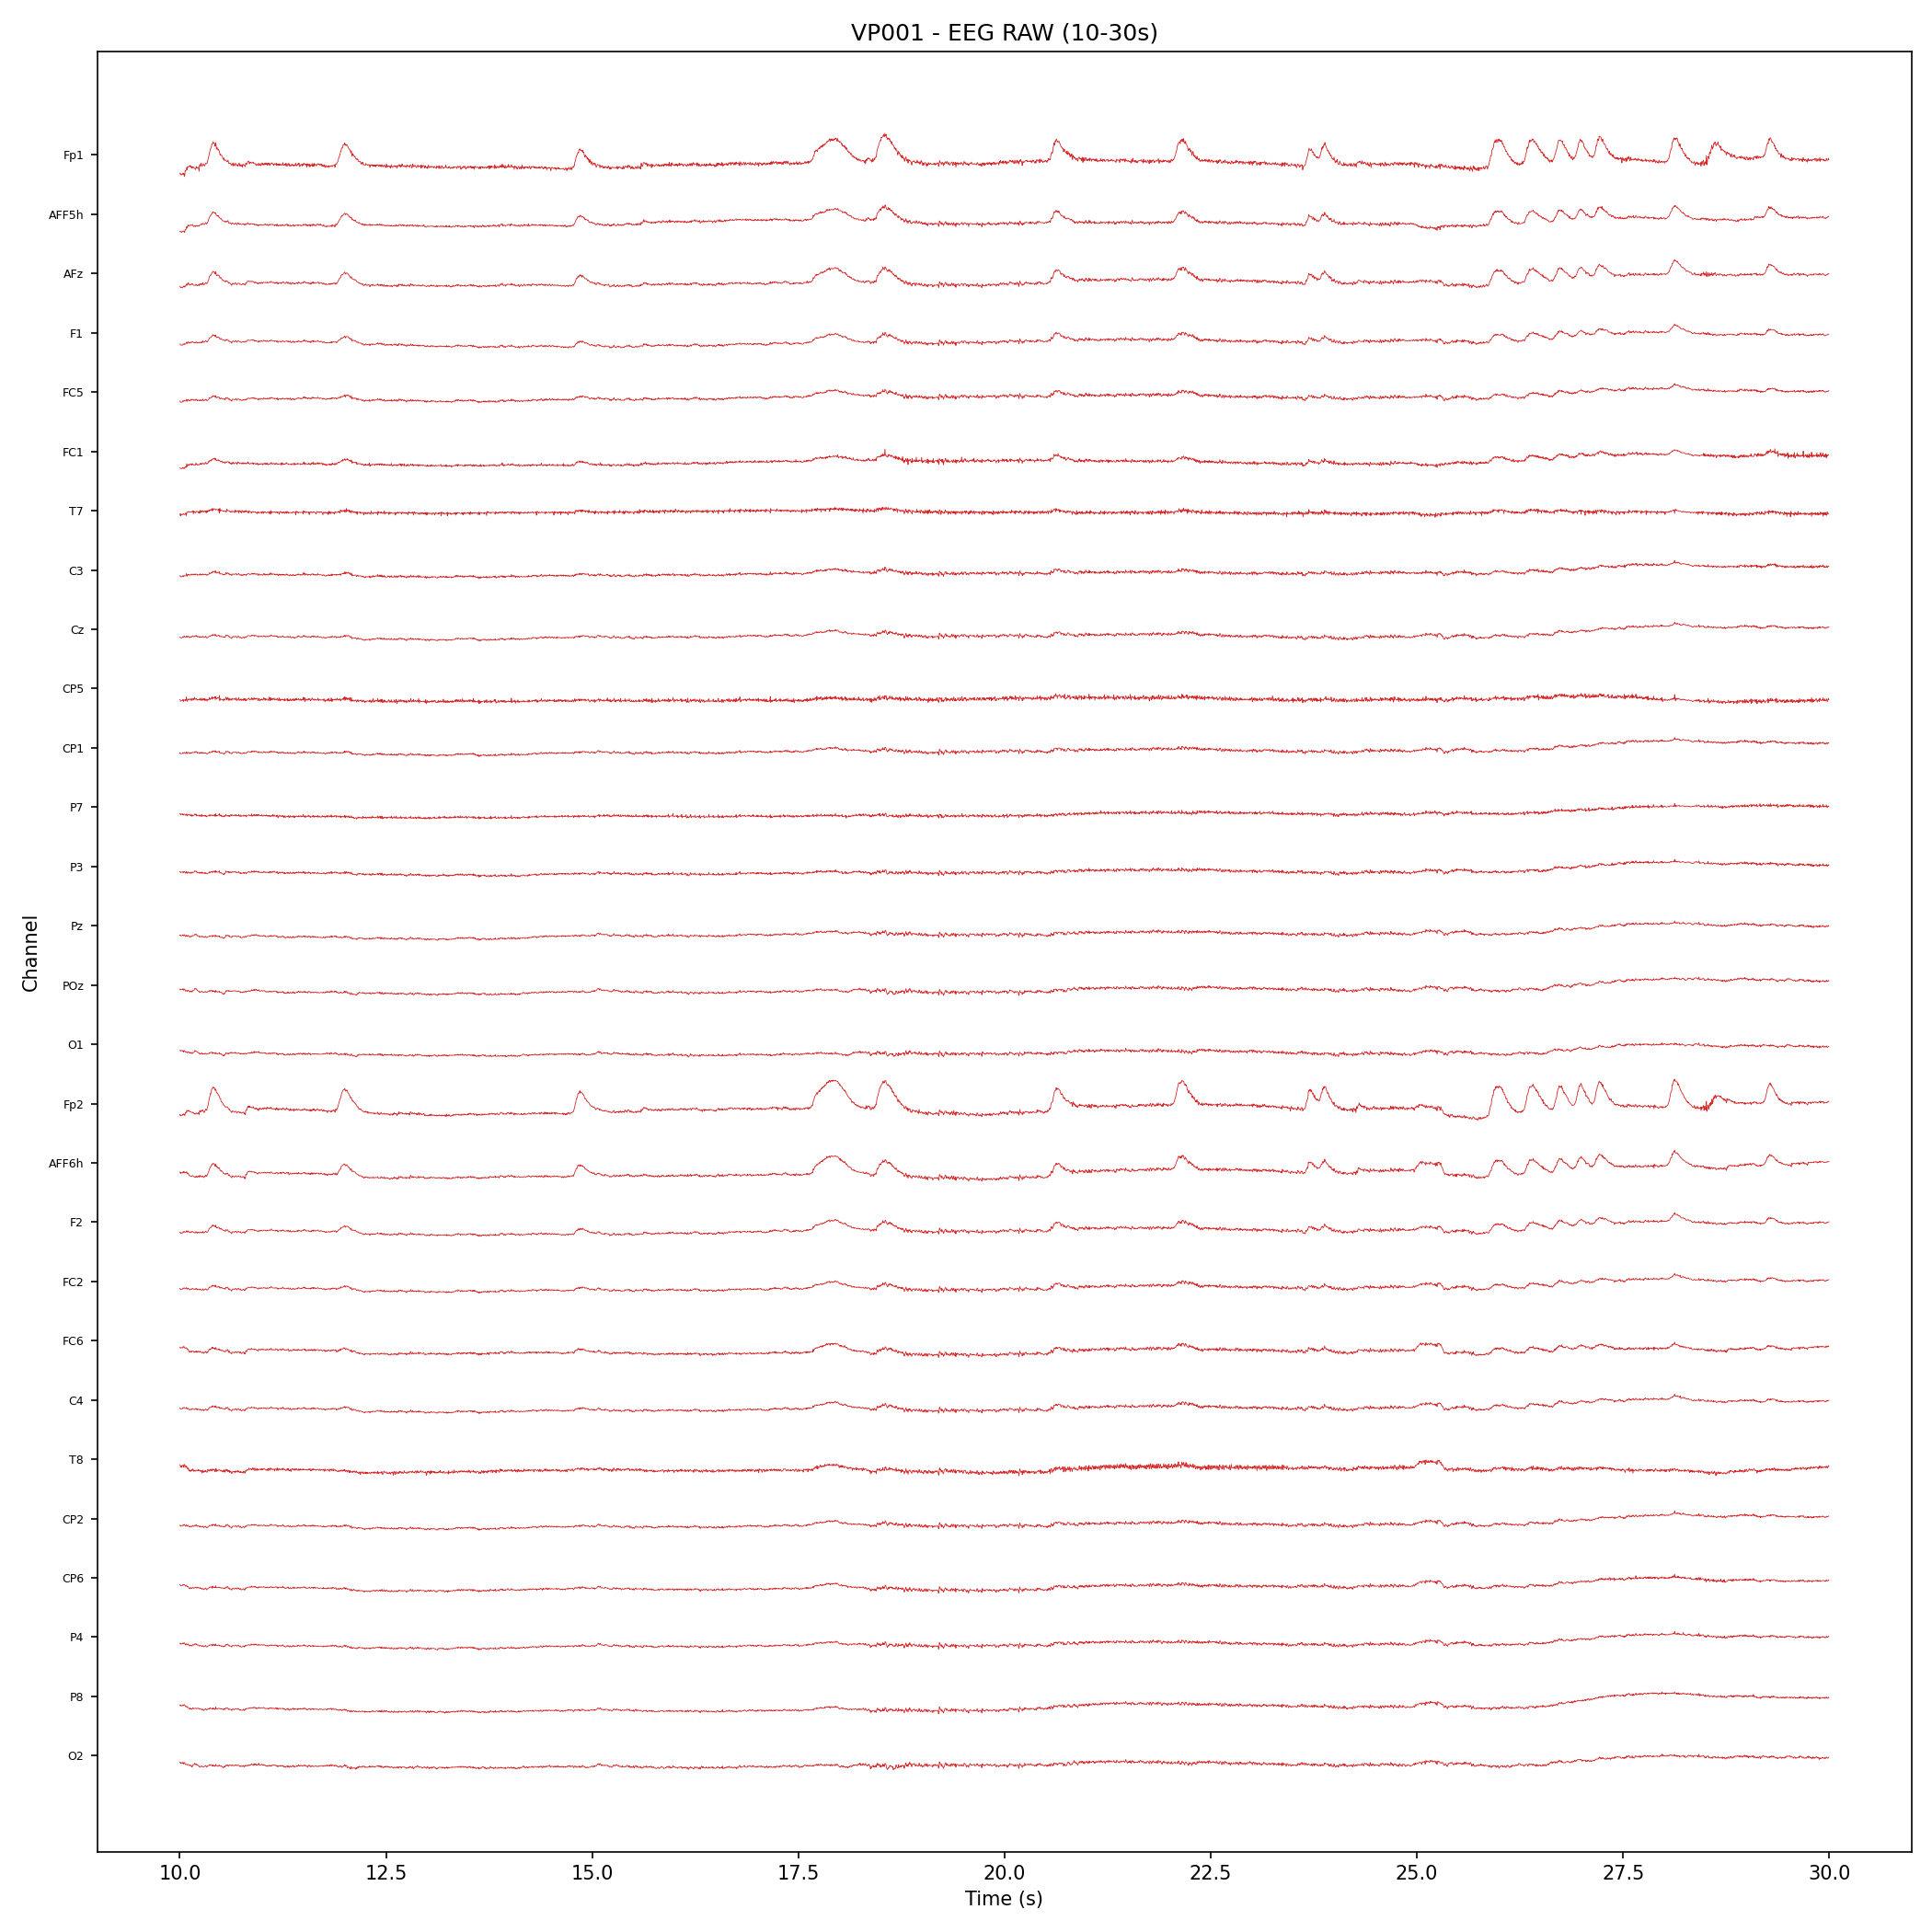 VP001 - EEG RAW (10-30s)
Fp1
AFF5h
AFz
F1
FC5
FC1
T7
C3
Cz
CP5
CP1
P7
P3
Pz
POz
O1
Fp2
AFF6h
F2
FC2
FC6
C4
T8
CP2
CP6
P4
P8
O2
Channel
10.0 12.5 15.0 17.5 20.0 22.5 25.0 27.5 30.0
Time (s)